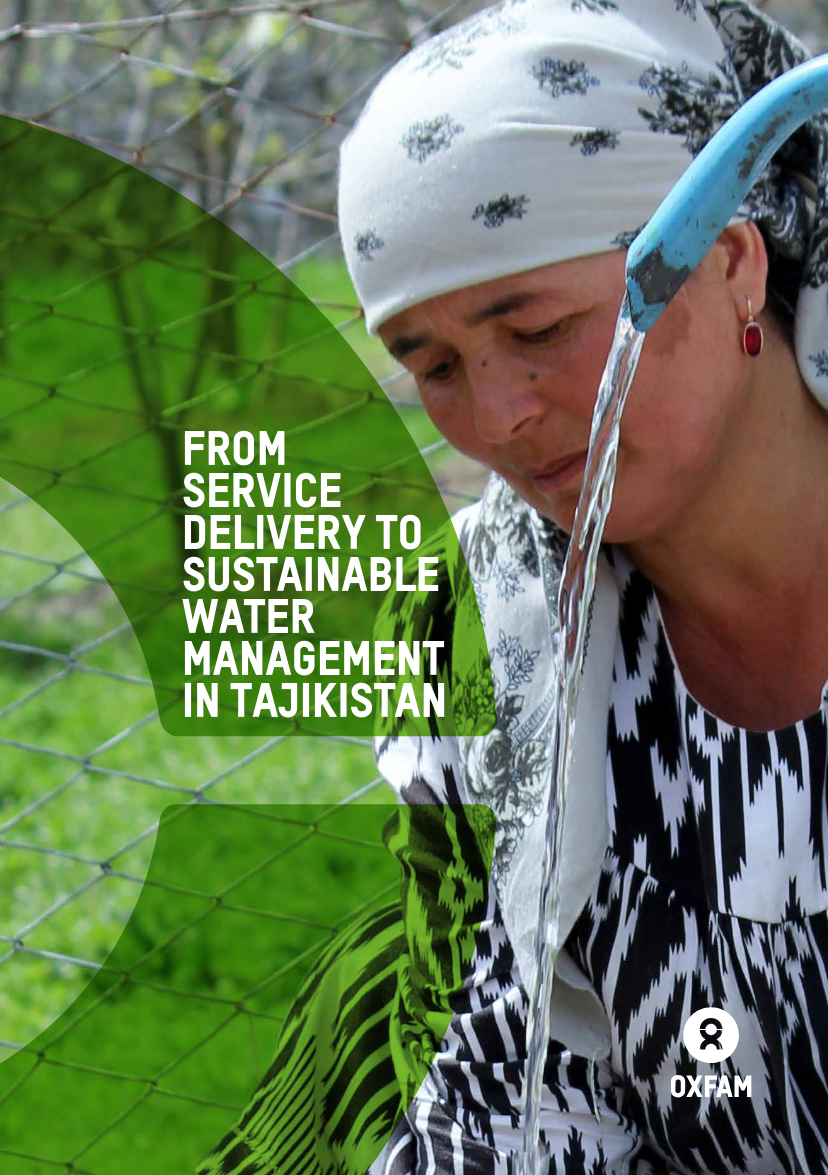 FROM
SERVICE
DELIVERY TO
SUSTAINABLE
WATER
MANAGEMENT
IN TAJIKISTAN
OXFAM